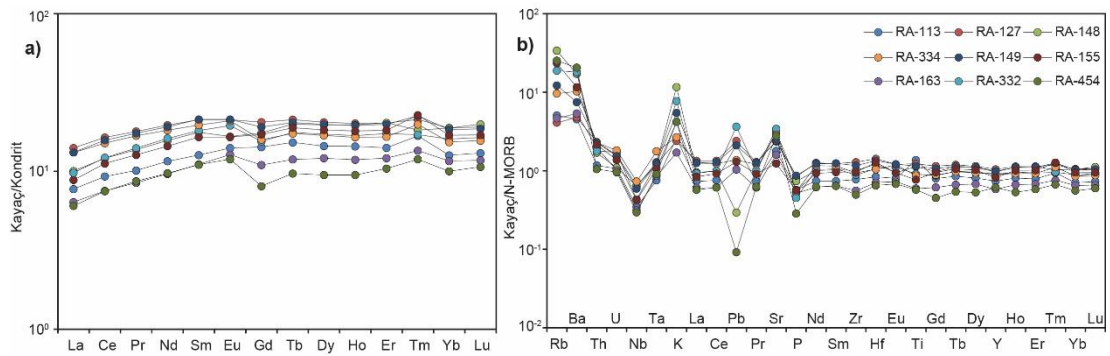 a)
10²
10¹
10⁰
Kayaç/Kondrit
La Ce Pr Nd Sm Eu Gd Tb Dy Ho Er Tm Yb Lu
b)
10²
10¹
10⁰
10⁻¹
10⁻²
Kayaç/N-MORB
RA-113 RA-127 RA-148
RA-334 RA-149 RA-155
RA-163 RA-332 RA-454
Ba U Ta La Pb Sr Nd Zr Eu Gd Dy Ho Tm Lu
Rb Th Nb K Ce Pr P Sm Hf Ti Tb Y Er Yb